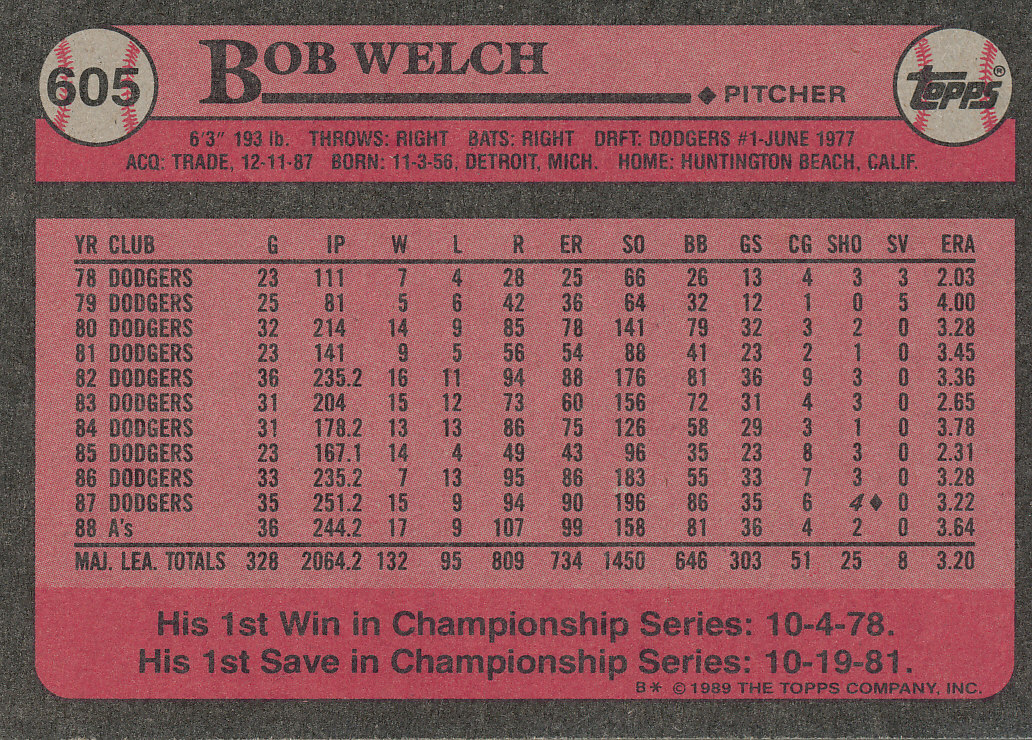 605
BOB WELCH
◆ PITCHER
TOPPS®
6'3" 193 lb. THROWS: RIGHT BATS: RIGHT DRFT: DODGERS #1-JUNE 1977
ACQ: TRADE, 12-11-87 BORN: 11-3-56, DETROIT, MICH. HOME: HUNTINGTON BEACH, CALIF.
YR CLUB G IP W L R ER SO BB GS CG SHO SV ERA
78 DODGERS 23 111 7 4 28 25 66 26 13 4 3 3 2.03
79 DODGERS 25 81 5 6 42 36 64 32 12 1 0 5 4.00
80 DODGERS 32 214 14 9 85 78 141 79 32 3 2 0 3.28
81 DODGERS 23 141 9 5 56 54 88 41 23 2 1 0 3.45
82 DODGERS 36 235.2 16 11 94 88 176 81 36 9 3 0 3.36
83 DODGERS 31 204 15 12 73 60 156 72 31 4 3 0 2.65
84 DODGERS 31 178.2 13 13 86 75 126 58 29 3 1 0 3.78
85 DODGERS 23 167.1 14 4 49 43 96 35 23 8 3 0 2.31
86 DODGERS 33 235.2 7 13 95 86 183 55 33 7 3 0 3.28
87 DODGERS 35 251.2 15 9 94 90 196 86 35 6 4◆ 0 3.22
88 A's 36 244.2 17 9 107 99 158 81 36 4 2 0 3.64
MAJ. LEA. TOTALS 328 2064.2 132 95 809 734 1450 646 303 51 25 8 3.20
His 1st Win in Championship Series: 10-4-78.
His 1st Save in Championship Series: 10-19-81.
B* ©1989 THE TOPPS COMPANY, INC.